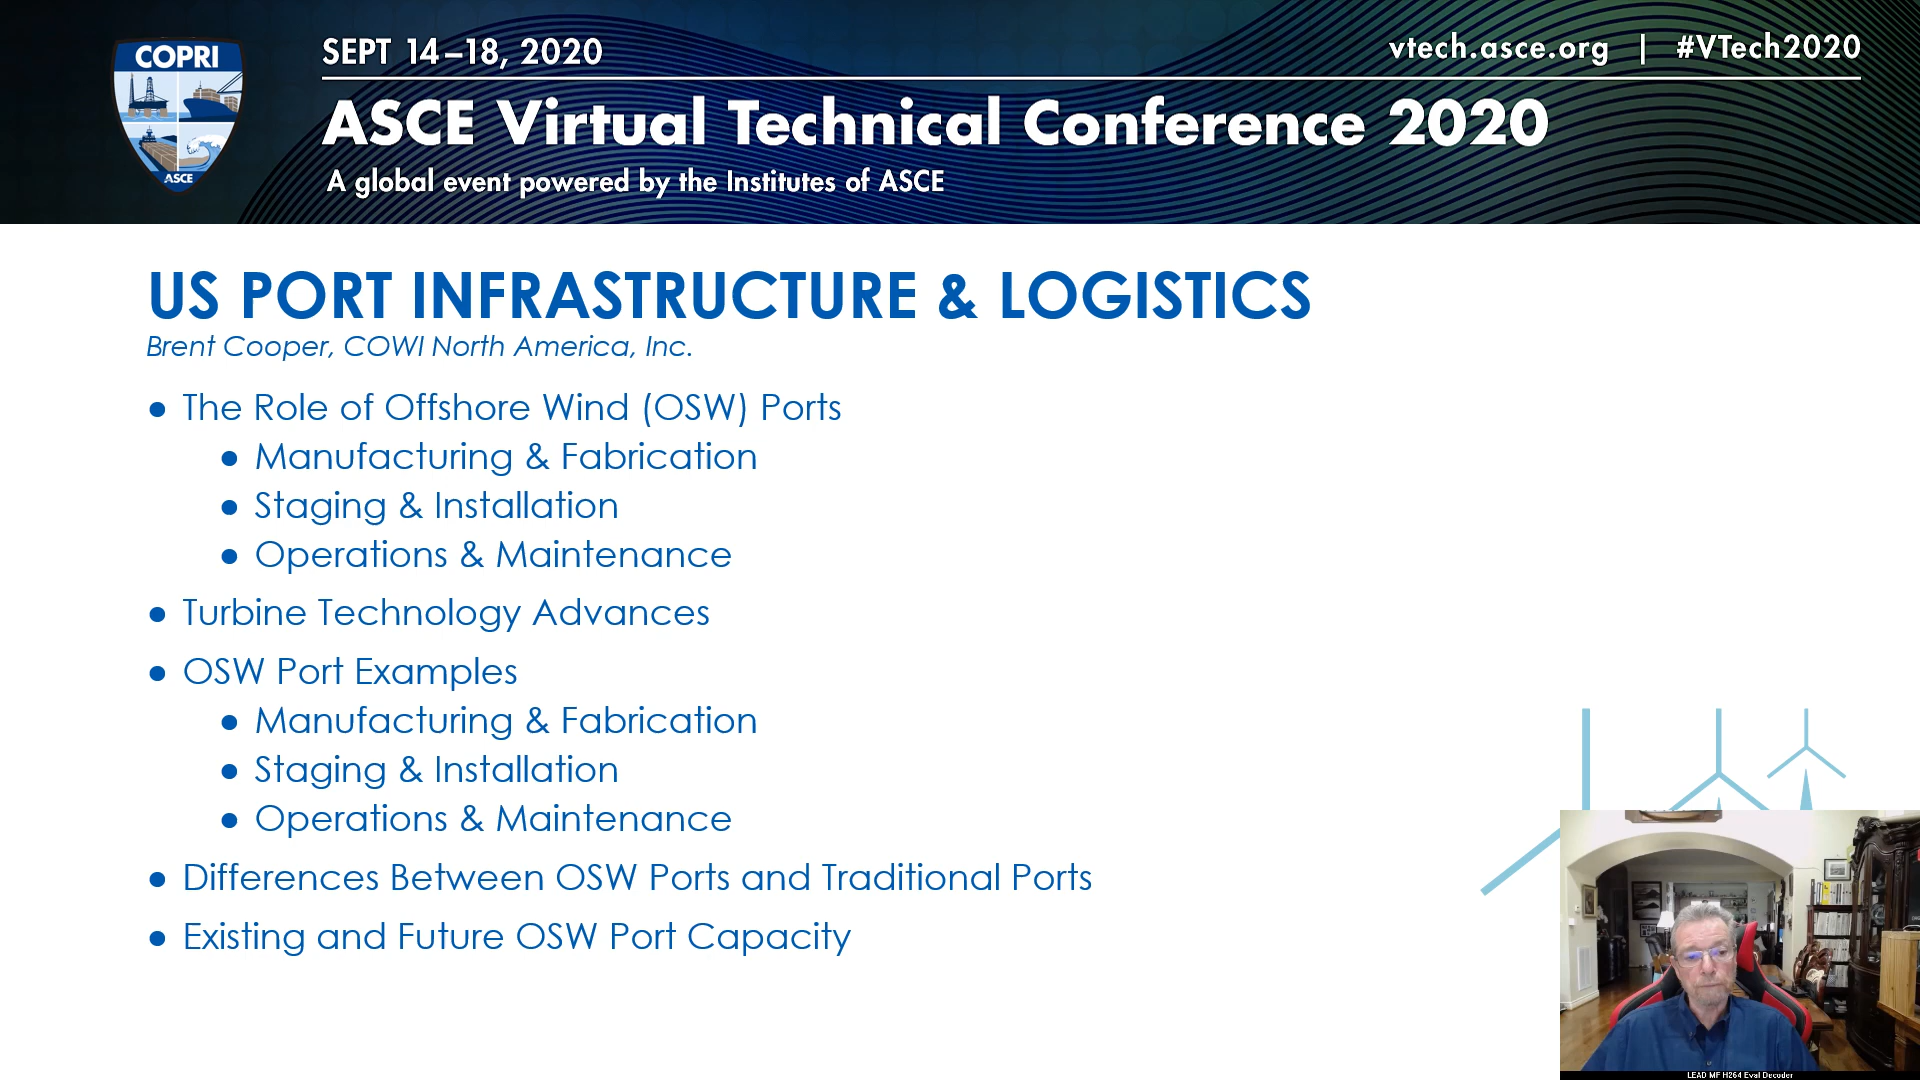 COPRI
ASCE
SEPT 14–18, 2020
vtech.asce.org | #VTech2020
ASCE Virtual Technical Conference 2020
A global event powered by the Institutes of ASCE
US PORT INFRASTRUCTURE & LOGISTICS
Brent Cooper, COWI North America, Inc.
● The Role of Offshore Wind (OSW) Ports
● Manufacturing & Fabrication
● Staging & Installation
● Operations & Maintenance
● Turbine Technology Advances
● OSW Port Examples
● Manufacturing & Fabrication
● Staging & Installation
● Operations & Maintenance
● Differences Between OSW Ports and Traditional Ports
● Existing and Future OSW Port Capacity
LEAD MF H264 Eval Decoder